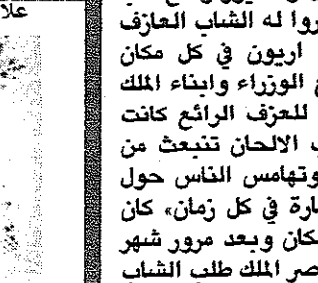 علا
روا له الشاب العازف
اريون في كل مكان
الوزراء وابناء الملك
للعزف الرائع كانت
الالحان تنبعث من
وتهامس الناس حول
ارة في كل زمان» كان
كان وبعد مرور شهر
صر الملك طلب الشاب